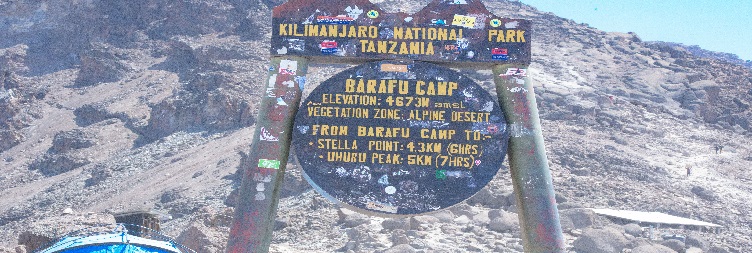 KILIMANJARO NATIONAL PARK
TANZANIA
BARAFU CAMP
ELEVATION: 4673M amsl
VEGETATION ZONE: ALPINE DESERT
FROM BARAFU CAMP TO:-
- STELLA POINT: 4.3KM (6HRS)
- UHURU PEAK: 5KM (7HRS)